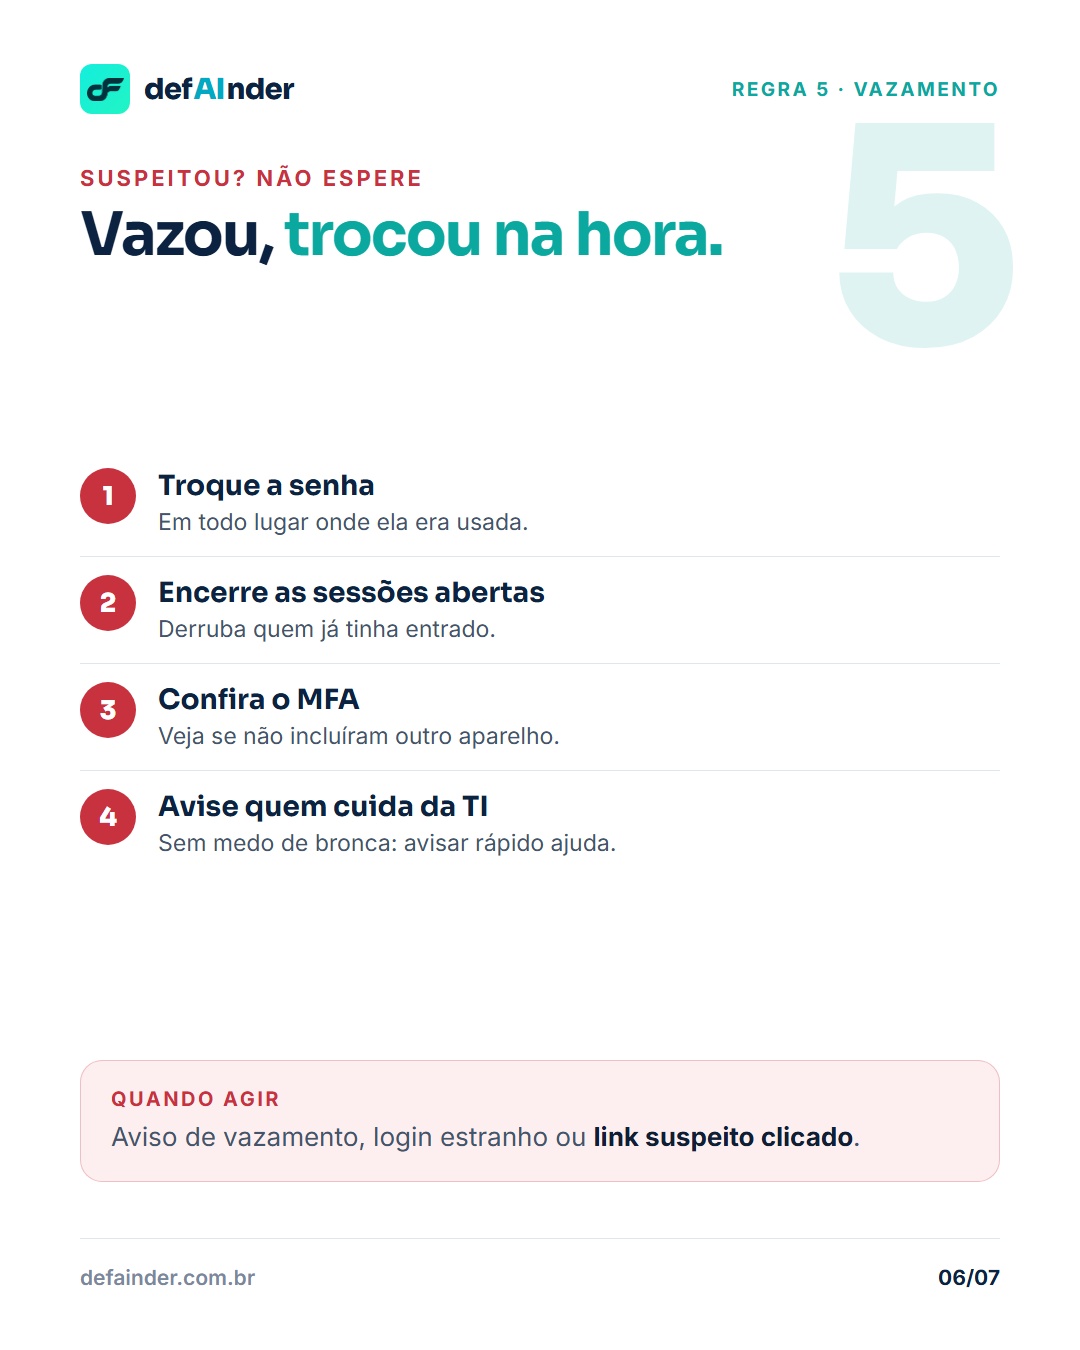 defAInder
REGRA 5 · VAZAMENTO
5
SUSPEITOU? NÃO ESPERE
Vazou, trocou na hora.
1
Troque a senha
Em todo lugar onde ela era usada.
2
Encerre as sessões abertas
Derruba quem já tinha entrado.
3
Confira o MFA
Veja se não incluíram outro aparelho.
4
Avise quem cuida da TI
Sem medo de bronca: avisar rápido ajuda.
QUANDO AGIR
Aviso de vazamento, login estranho ou link suspeito clicado.
defainder.com.br
06/07